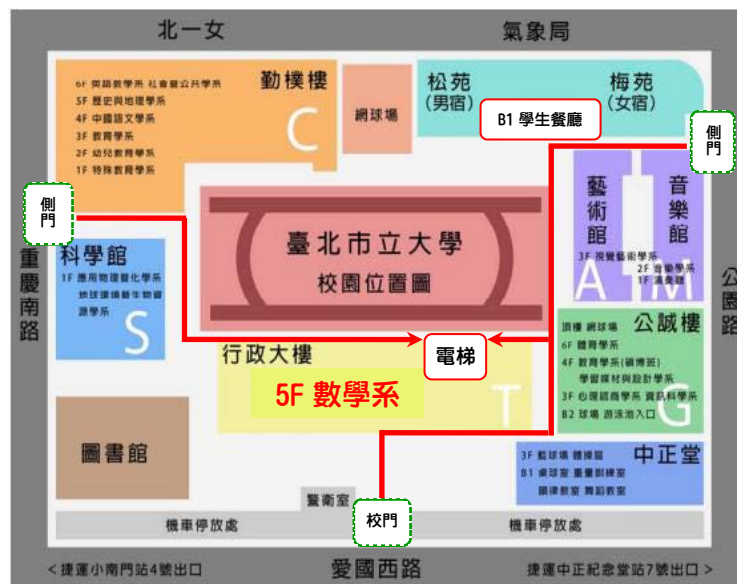 北一女
氣象局
勤樸樓
6F 英語教學系 社會暨公共學系
5F 歷史與地理學系
4F 中國語文學系
3F 教育學系
2F 幼兒教育學系
1F 特殊教育學系
C
網球場
松苑
(男宿)
梅苑
(女宿)
B1 學生餐廳
側門
側門
藝術館
音樂館
3F 視覺藝術學系
2F 音樂學系
1F 演奏廳
A
M
臺北市立大學
校園位置圖
重慶南路
公園路
科學館
1F 應用物理暨化學系
地球環境暨生物資
源學系
S
公誠樓
頂樓 網球場
6F 體育學系
4F 教育學系(碩博班)
學習媒材與設計學系
3F 心理諮商學系 資訊科學系
B2 球場 游泳池入口
G
電梯
行政大樓
5F 數學系
T
圖書館
中正堂
3F 籃球場 體操館
B1 桌球室 重量訓練室
韻律教室 舞蹈教室
警衛室
校門
機車停放處
機車停放處
<捷運小南門站4號出口
愛國西路
捷運中正紀念堂站7號出口>